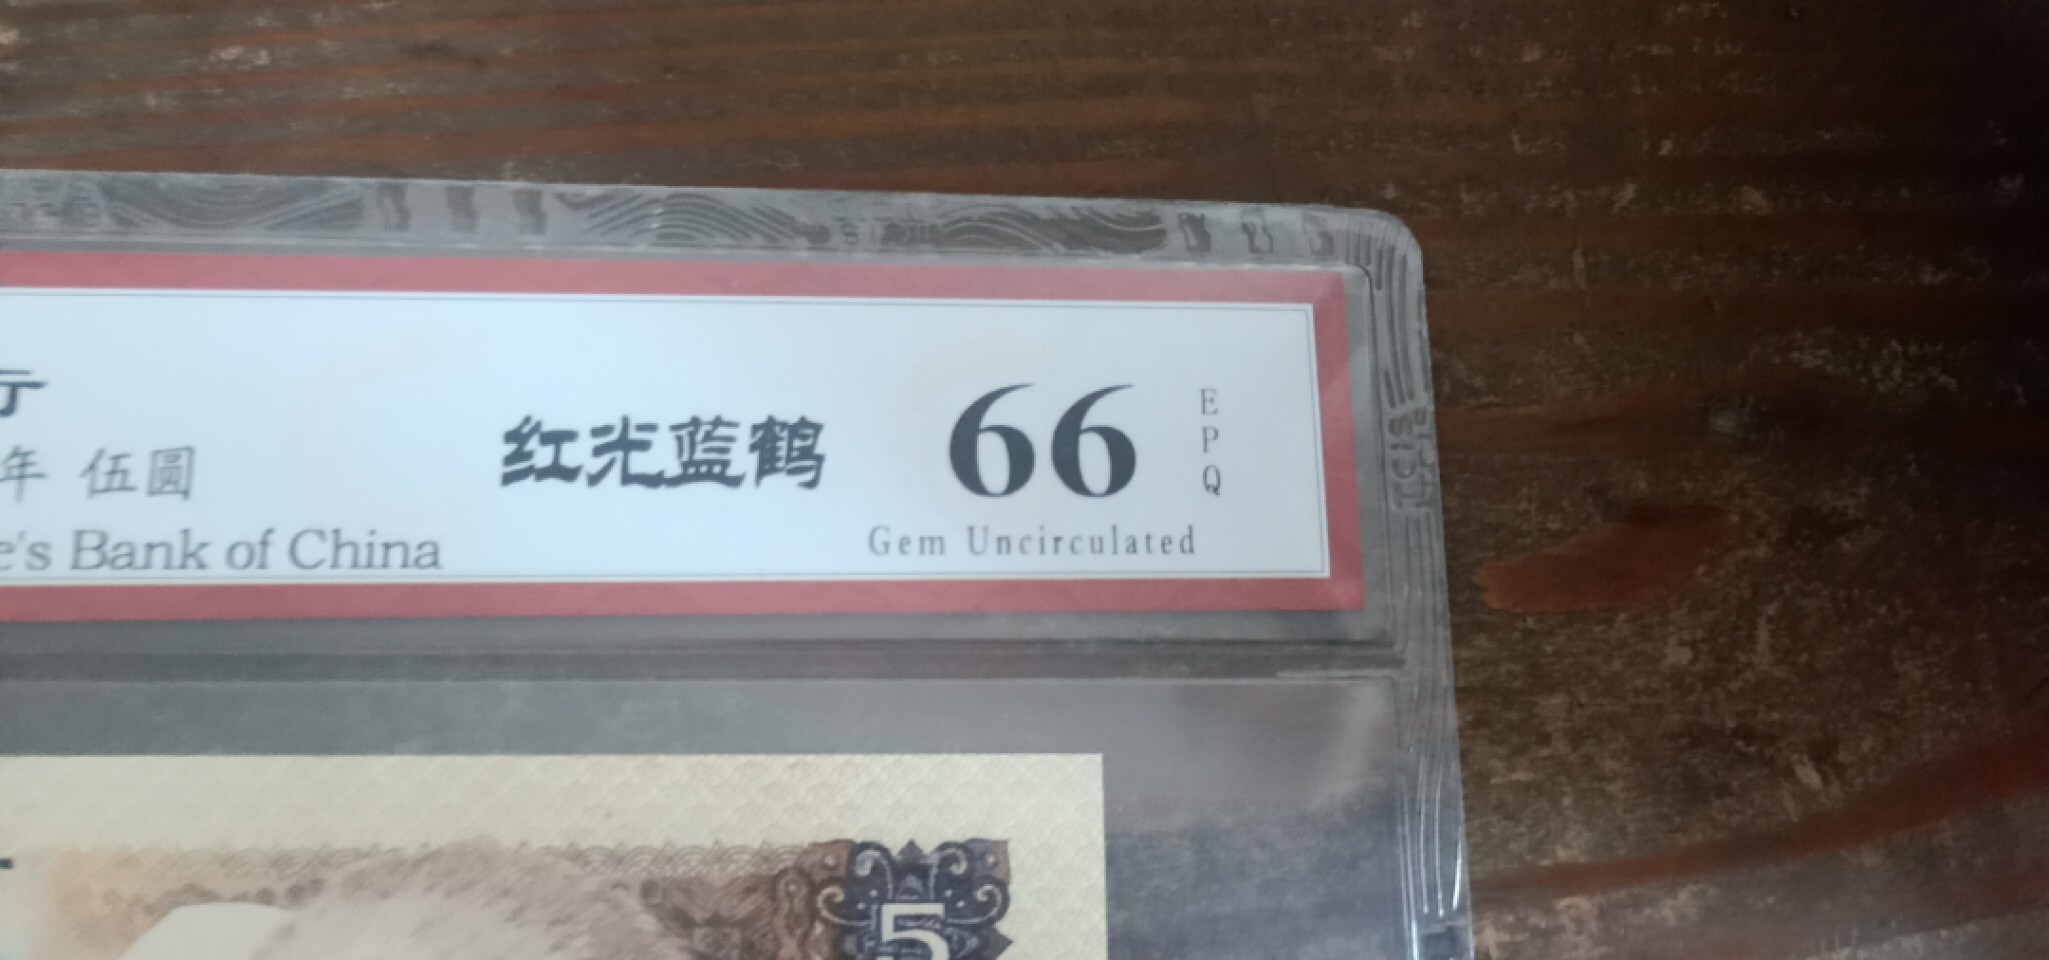 行
年 伍圆
红光蓝鹤
e's Bank of China
66
EPQ
Gem Uncirculated
5